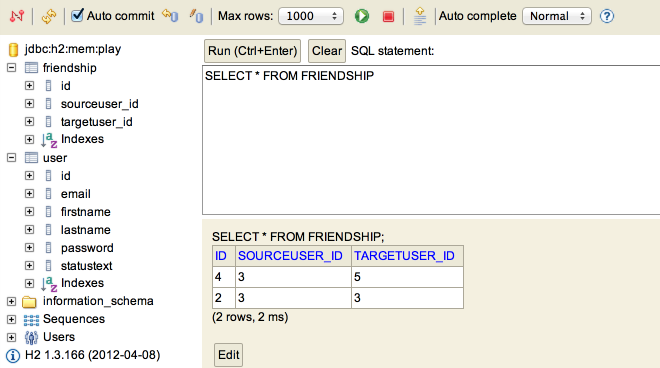 Auto commit Max rows: 1000 Auto complete Normal ?
jdbc:h2:mem:play
friendship
id
sourceuser_id
targetuser_id
Indexes
user
id
email
firstname
lastname
password
statustext
Indexes
information_schema
Sequences
Users
H2 1.3.166 (2012-04-08)
Run (Ctrl+Enter) Clear SQL statement:
SELECT * FROM FRIENDSHIP
SELECT * FROM FRIENDSHIP;
ID SOURCEUSER_ID TARGETUSER_ID
4 3 5
2 3 3
(2 rows, 2 ms)
Edit